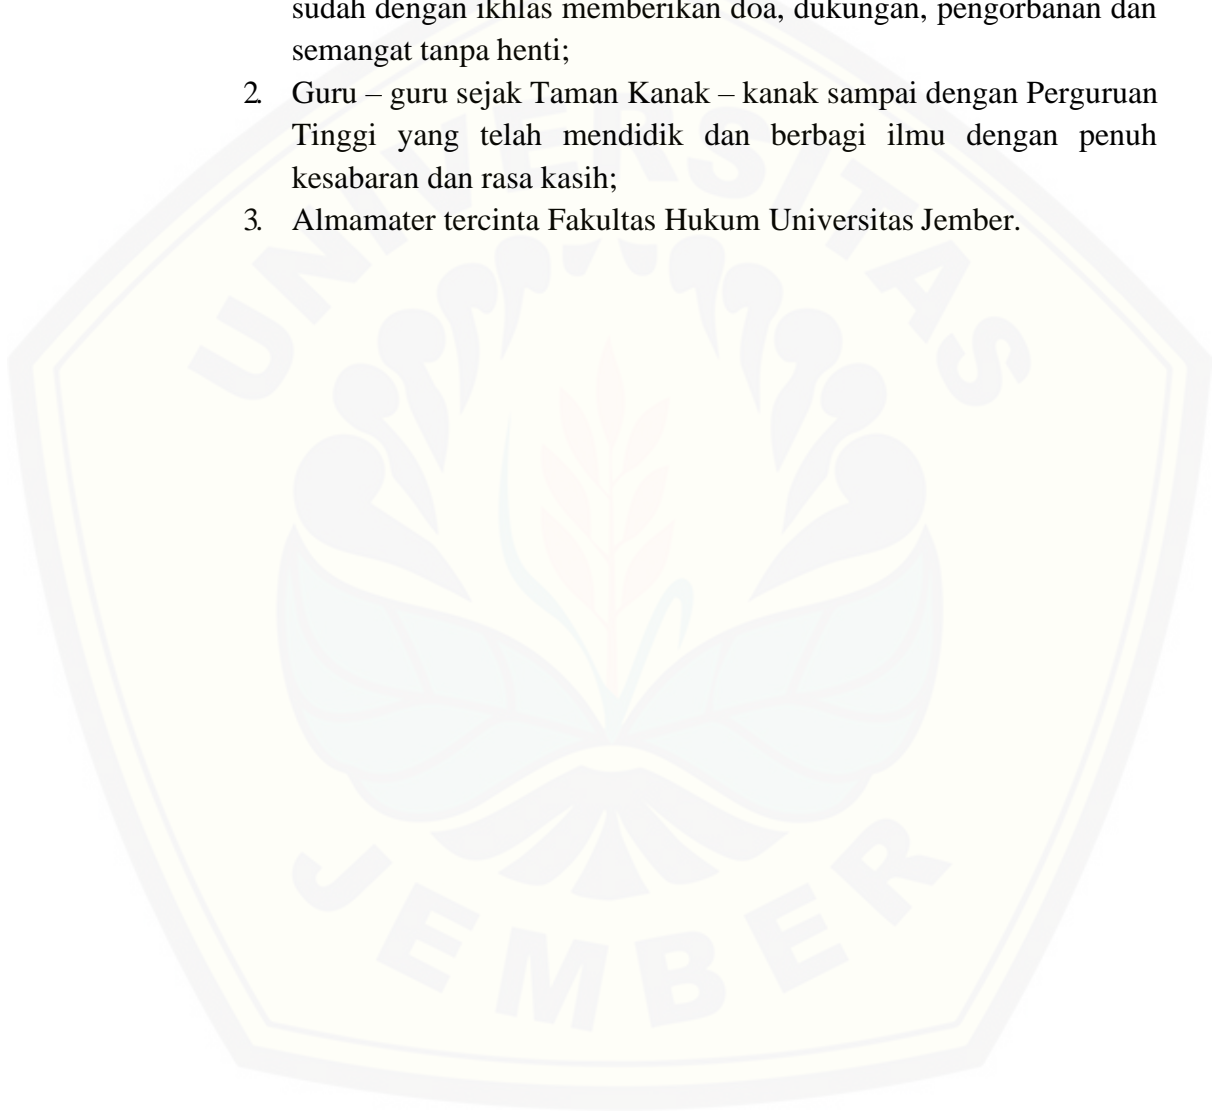 sudah dengan ikhlas memberikan doa, dukungan, pengorbanan dan
semangat tanpa henti;
2. Guru – guru sejak Taman Kanak – kanak sampai dengan Perguruan
Tinggi yang telah mendidik dan berbagi ilmu dengan penuh
kesabaran dan rasa kasih;
3. Almamater tercinta Fakultas Hukum Universitas Jember.
UNIVERSITAS
JEMBER